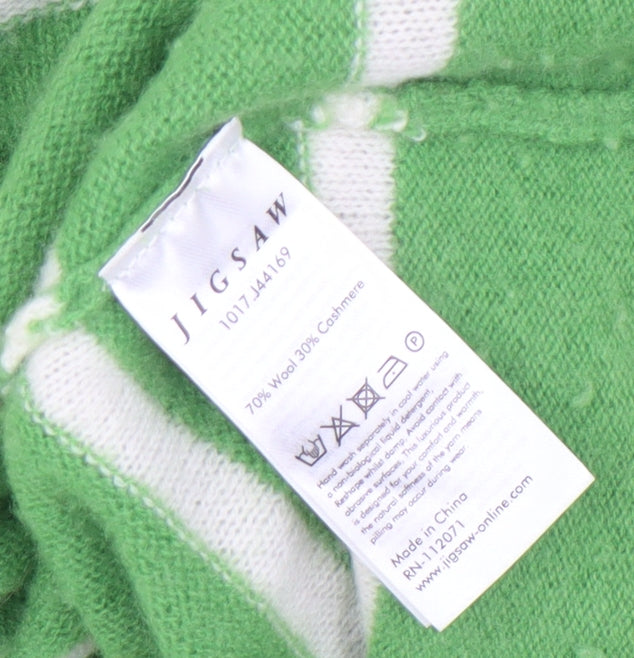 JIGSAW
1017.J44169
70% Wool 30% Cashmere
P
Hand wash separately in cool water using
a non-biological liquid detergent.
Reshape whilst damp. Avoid contact with
abrasive surfaces. This luxurious product
is designed for your comfort and warmth,
the natural softness of the yarn means
pilling may occur during wear
Made in China
RN-112071
www.jigsaw-online.com